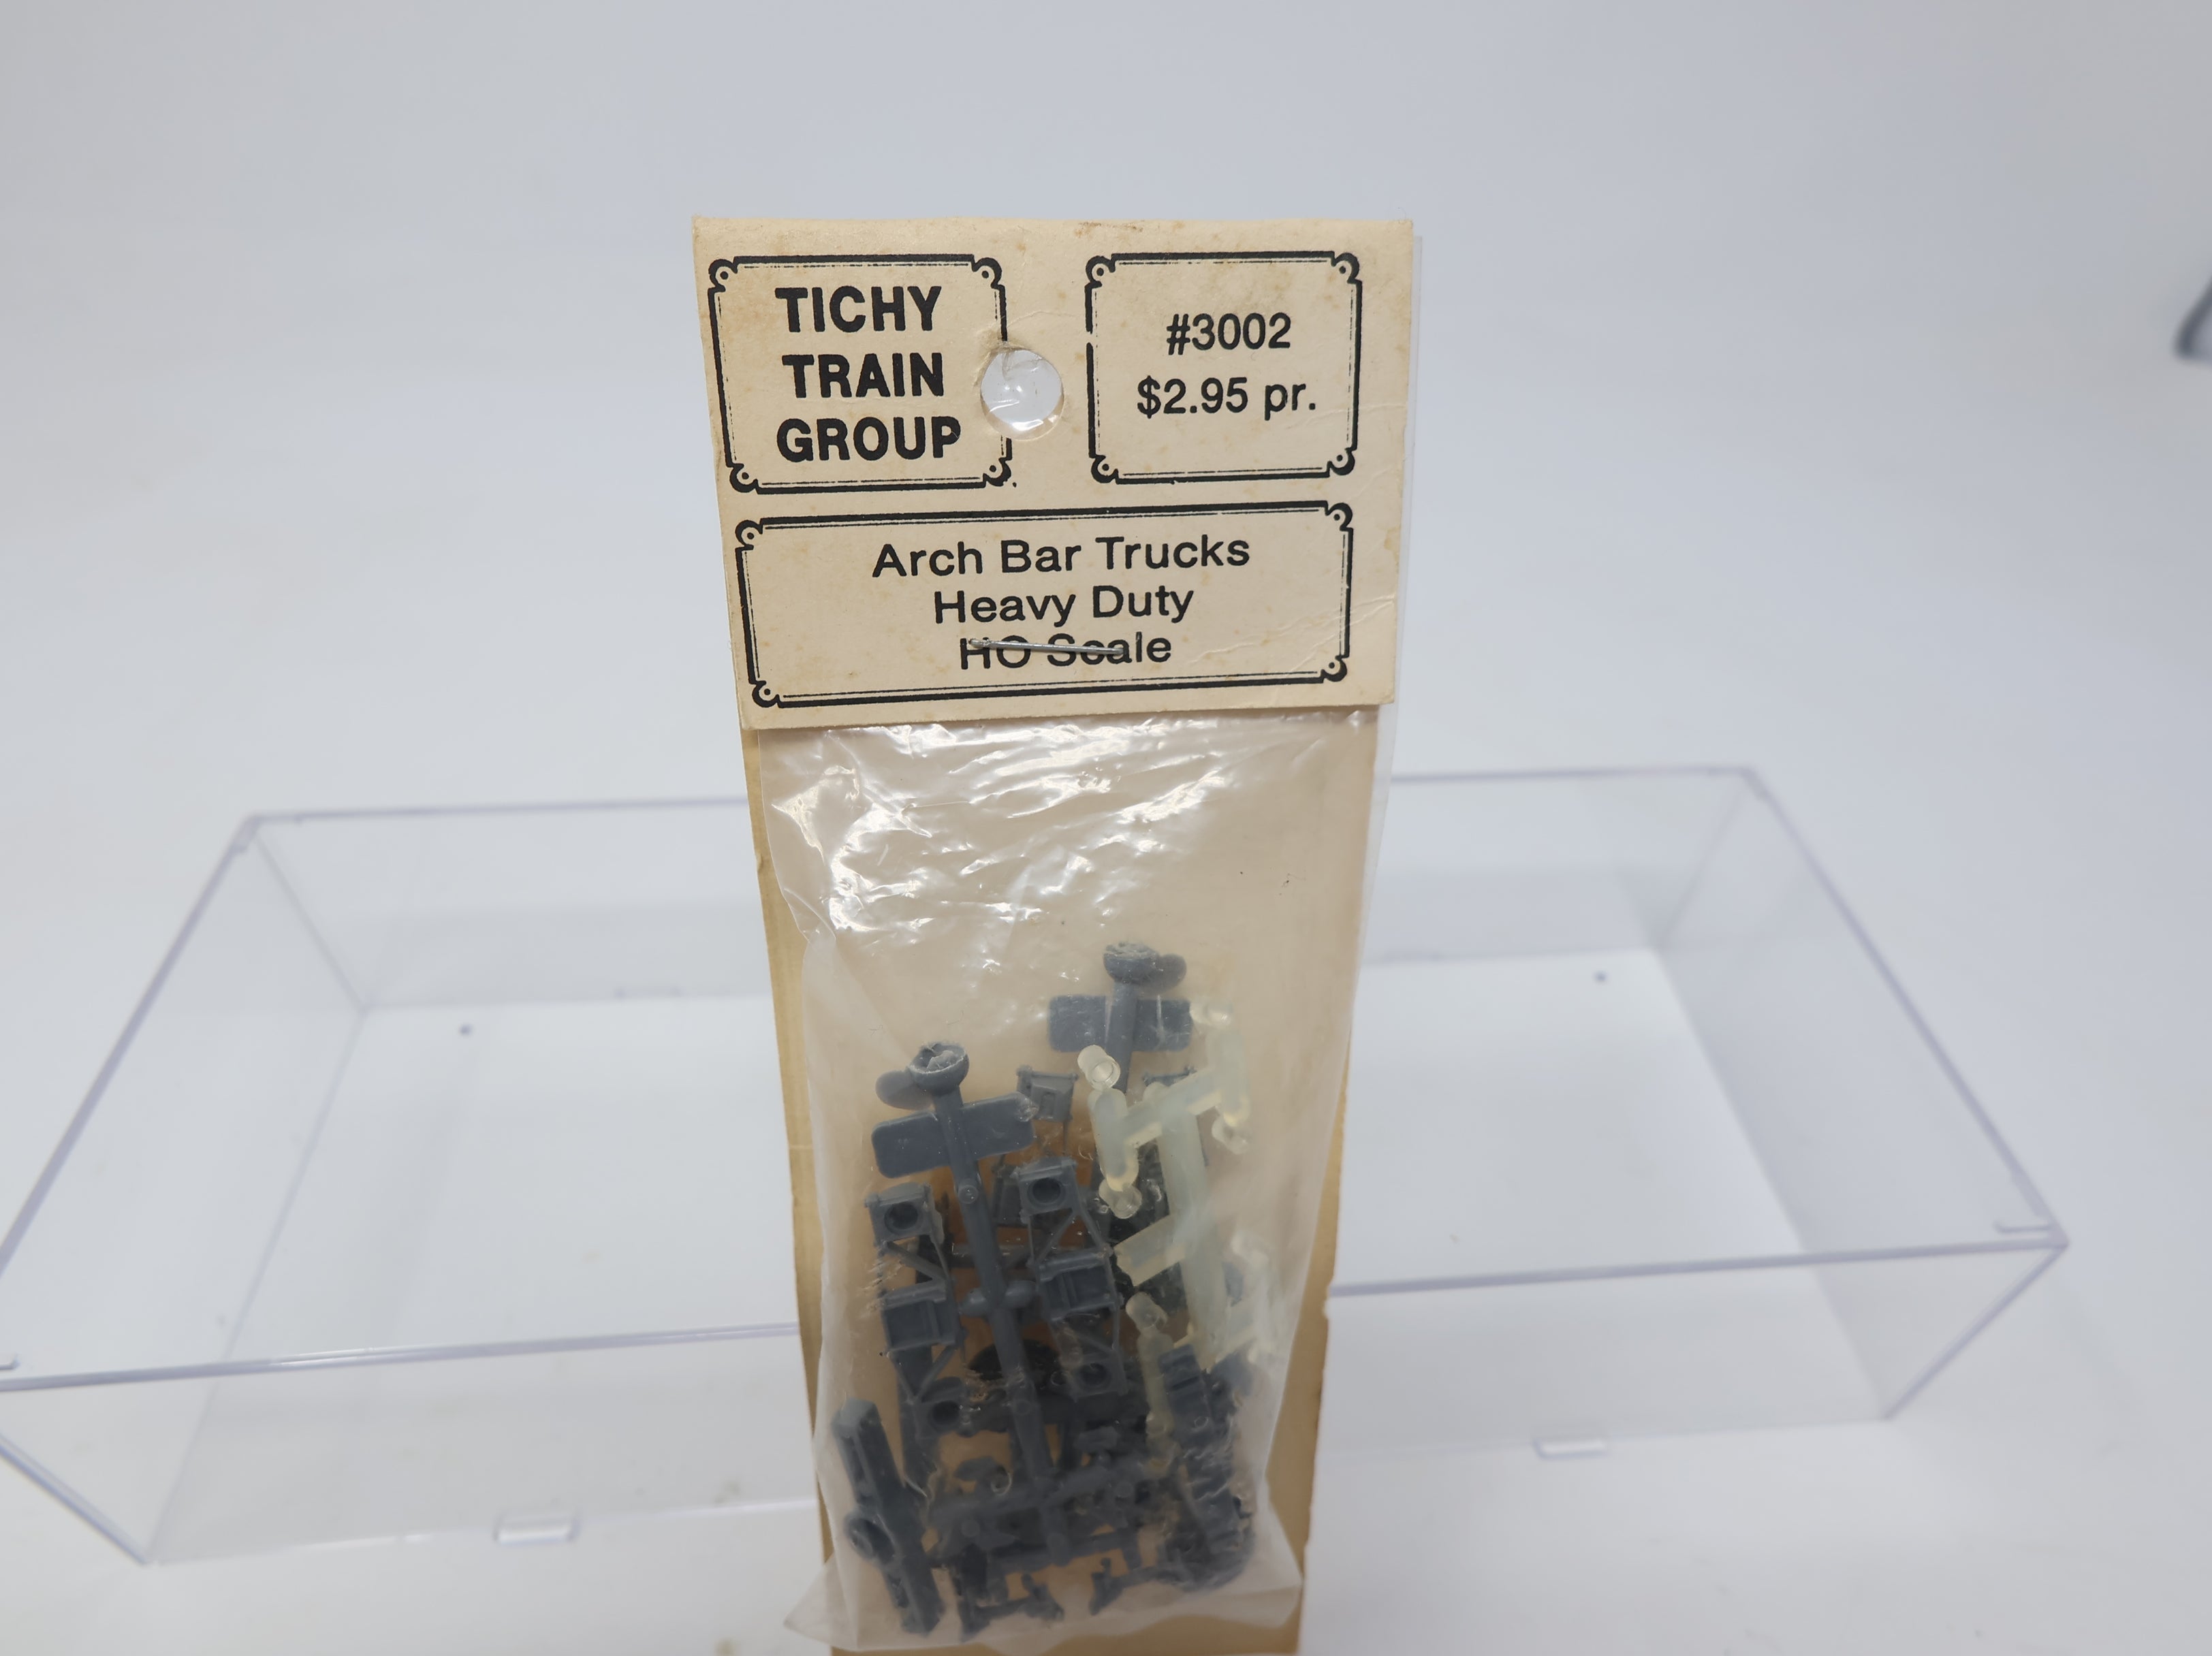 TICHY
TRAIN
GROUP
#3002
$2.95 pr.
Arch Bar Trucks
Heavy Duty
HO Scale